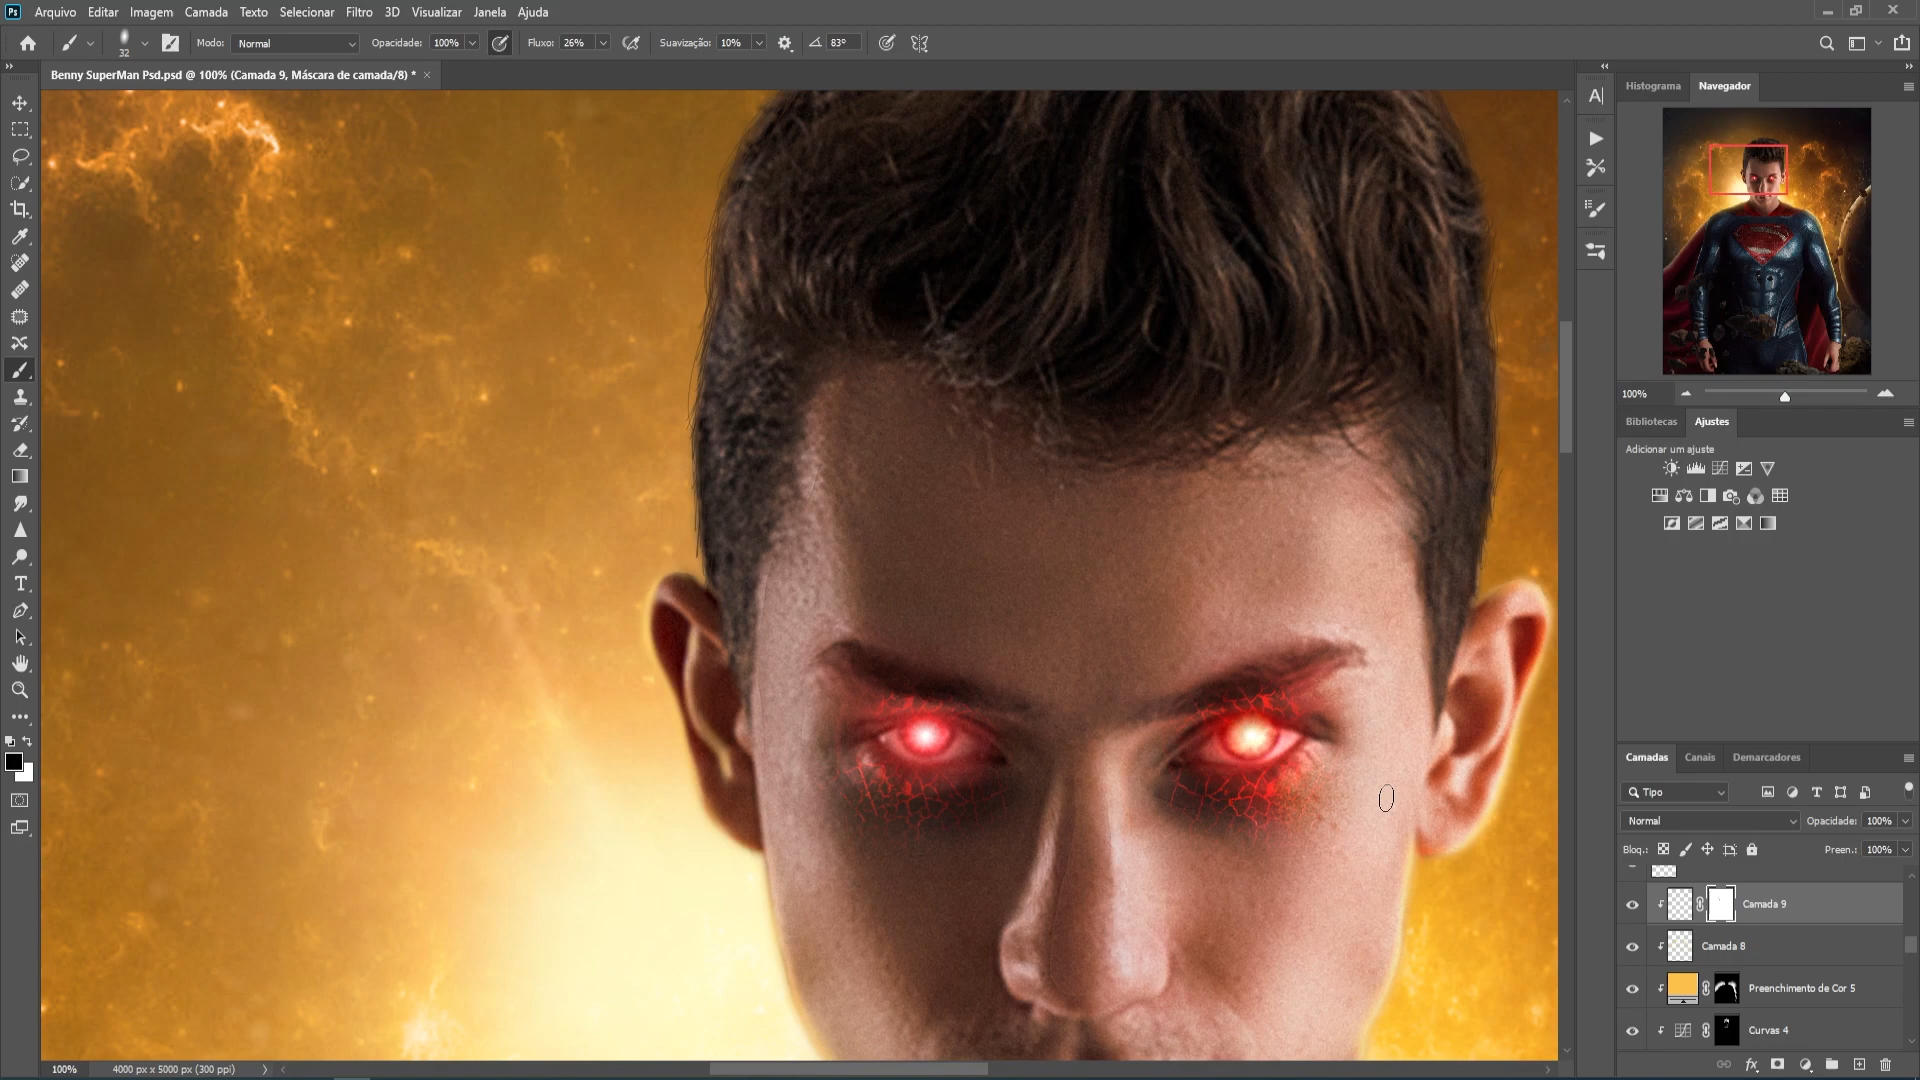 Ps Arquivo Editar Imagem Camada Texto Selecionar Filtro 3D Visualizar Janela Ajuda
32 Modo: Normal Opacidade: 100% Fluxo: 26% Suavização: 10% 83°
Benny SuperMan Psd.psd @ 100% (Camada 9, Máscara de camada/8) * ×
Histograma Navegador
100%
Bibliotecas Ajustes
Adicionar um ajuste
Camadas Canais Demarcadores
Tipo
Normal Opacidade: 100%
Bloq.: Preen.: 100%
Camada 9
Camada 8
Preenchimento de Cor 5
Curvas 4
fx
100% 4000 px x 5000 px (300 ppi)